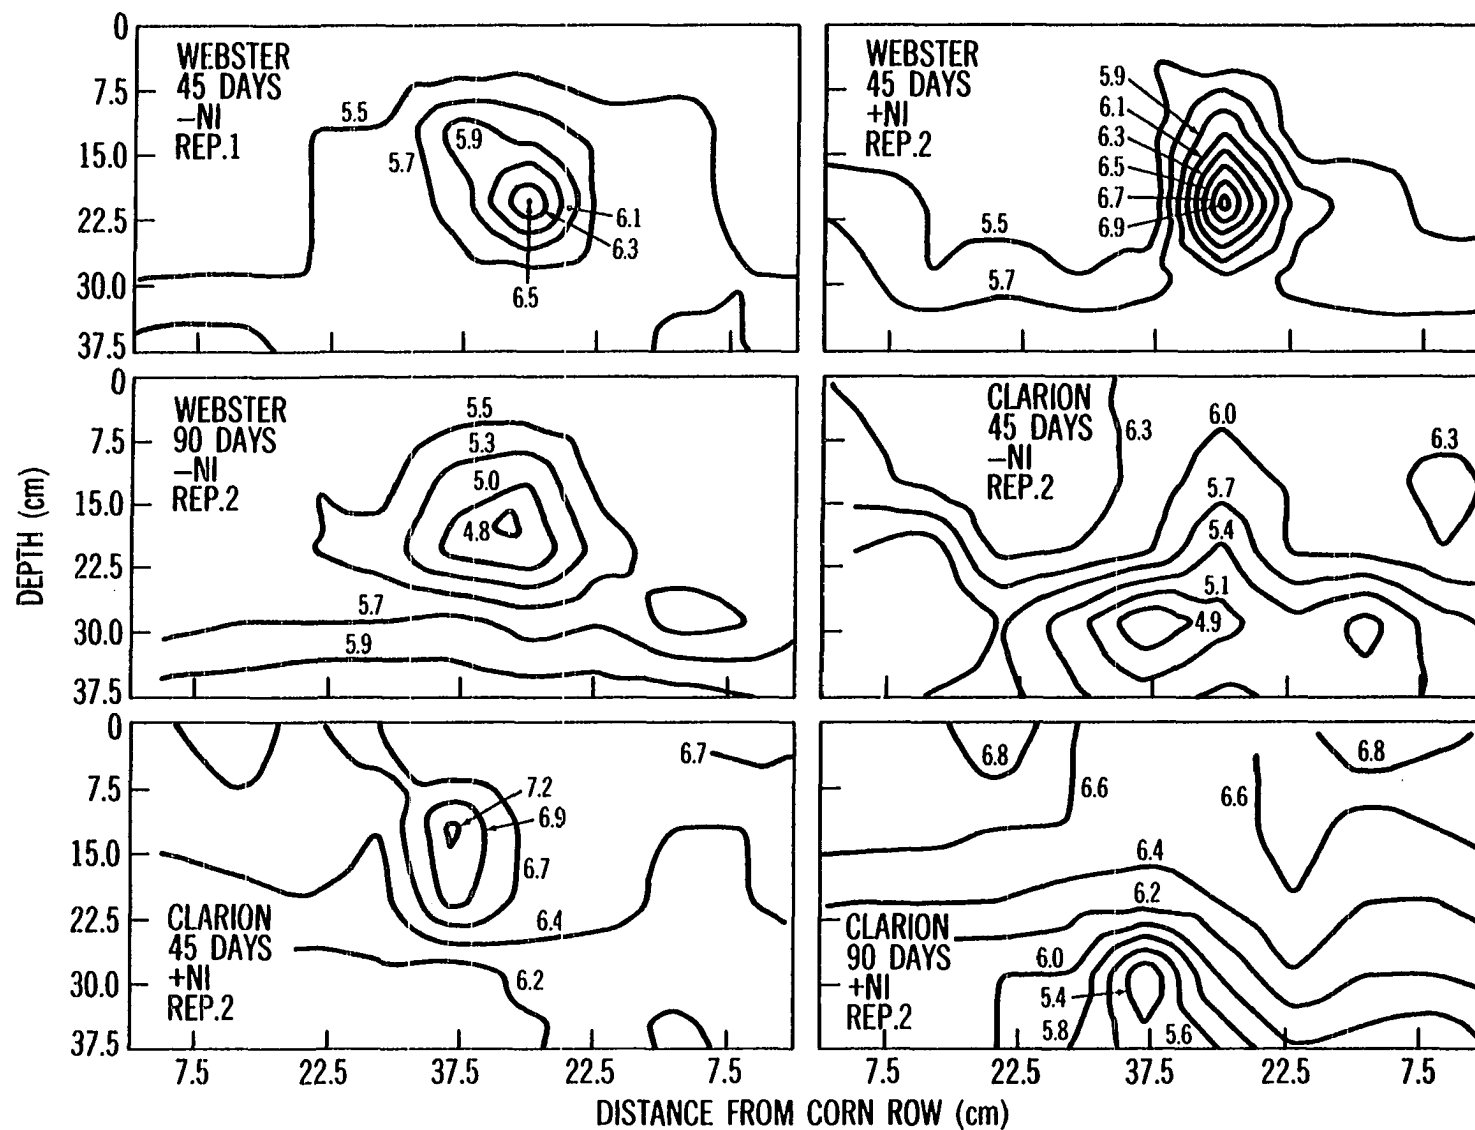 0
7.5
15.0
22.5
30.0
37.5
WEBSTER
45 DAYS
–NI
REP.1
5.5
5.7
5.9
6.1
6.3
6.5
WEBSTER
45 DAYS
+NI
REP.2
5.9
6.1
6.3
6.5
6.7
6.9
5.5
5.7
0
7.5
15.0
22.5
30.0
37.5
WEBSTER
90 DAYS
–NI
REP.2
5.5
5.3
5.0
4.8
5.7
5.9
CLARION
45 DAYS
–NI
REP.2
6.3
6.0
6.3
5.7
5.4
5.1
4.9
0
7.5
15.0
22.5
30.0
37.5
CLARION
45 DAYS
+NI
REP.2
6.7
7.2
6.9
6.7
6.4
6.2
CLARION
90 DAYS
+NI
REP.2
6.8
6.8
6.6
6.6
6.4
6.2
6.0
5.4
5.8
5.6
7.5 22.5 37.5 22.5 7.5
7.5 22.5 37.5 22.5 7.5
DEPTH (cm)
DISTANCE FROM CORN ROW (cm)